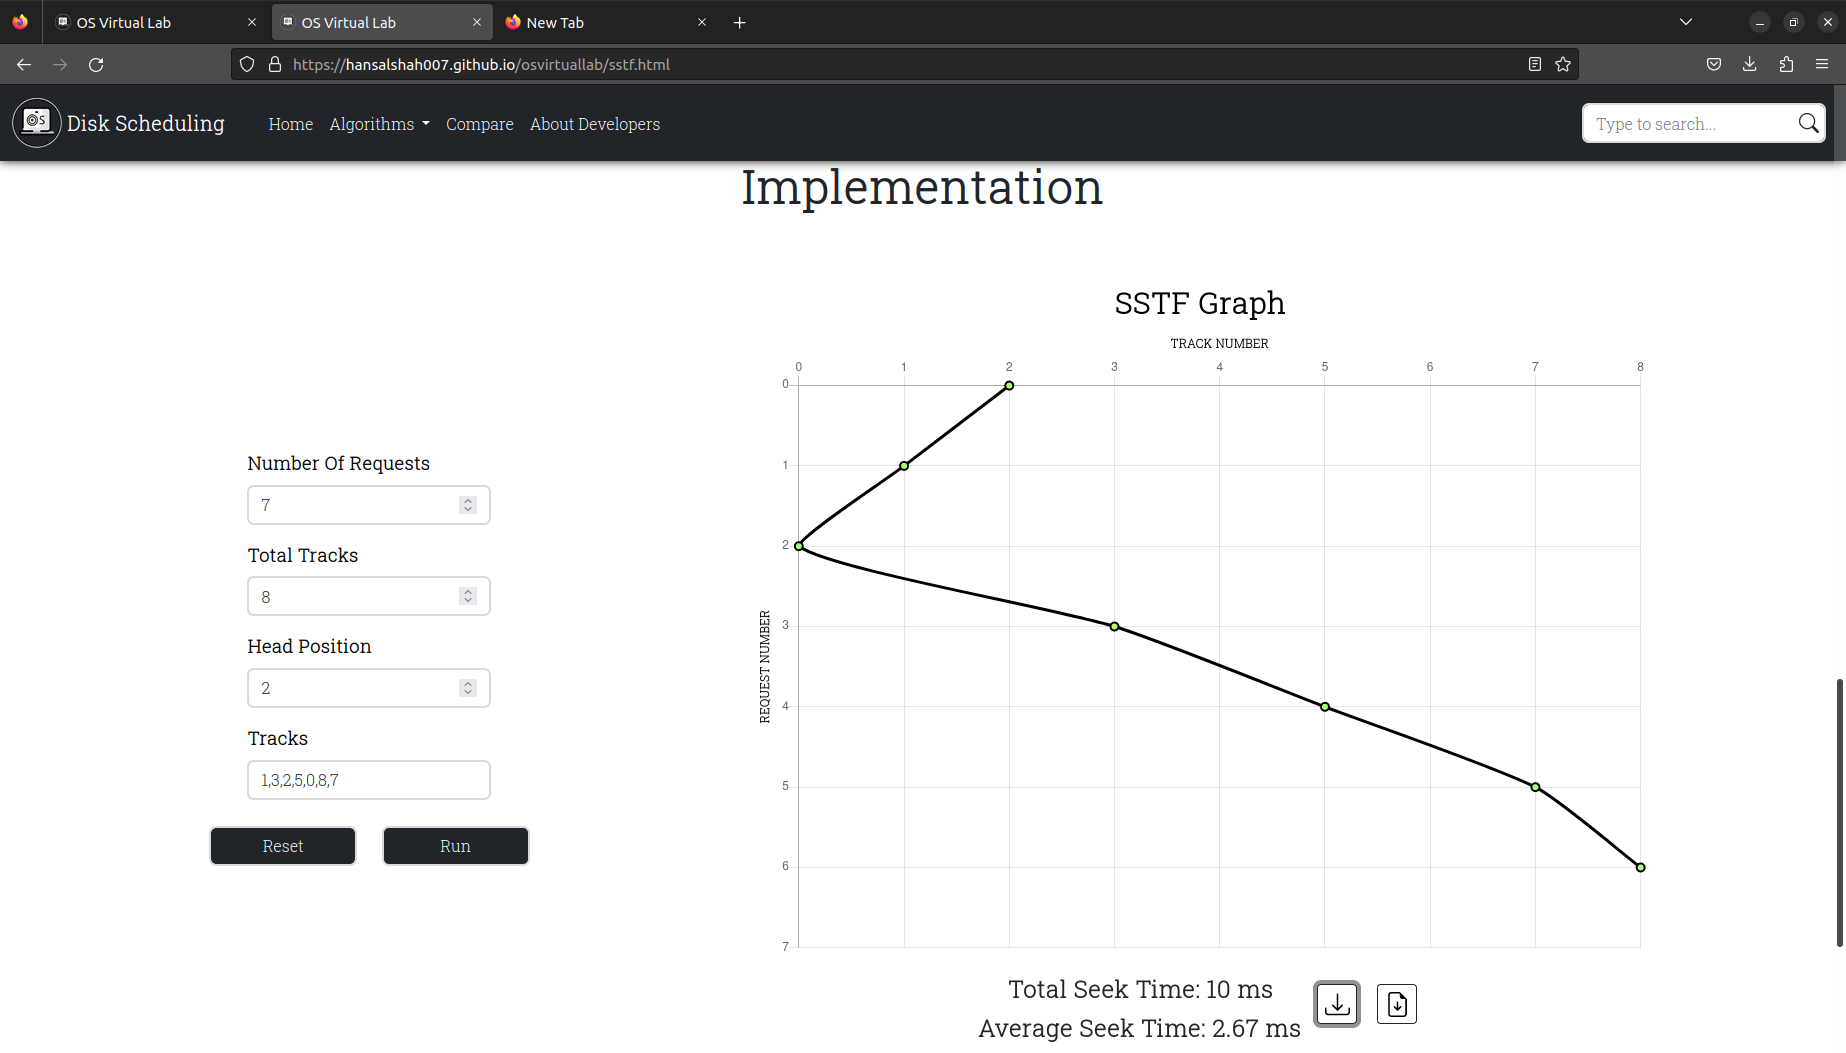 OS Virtual Lab
OS Virtual Lab
New Tab
https://hansalshah007.github.io/osvirtuallab/sstf.html
OS
Disk Scheduling
Home
Algorithms
Compare
About Developers
Type to search...
Implementation
Number Of Requests
7
Total Tracks
8
Head Position
2
Tracks
1,3,2,5,0,8,7
Reset
Run
SSTF Graph
TRACK NUMBER
0 1 2 3 4 5 6 7 8
0
1
2
3
4
5
6
7
REQUEST NUMBER
Total Seek Time: 10 ms
Average Seek Time: 2.67 ms